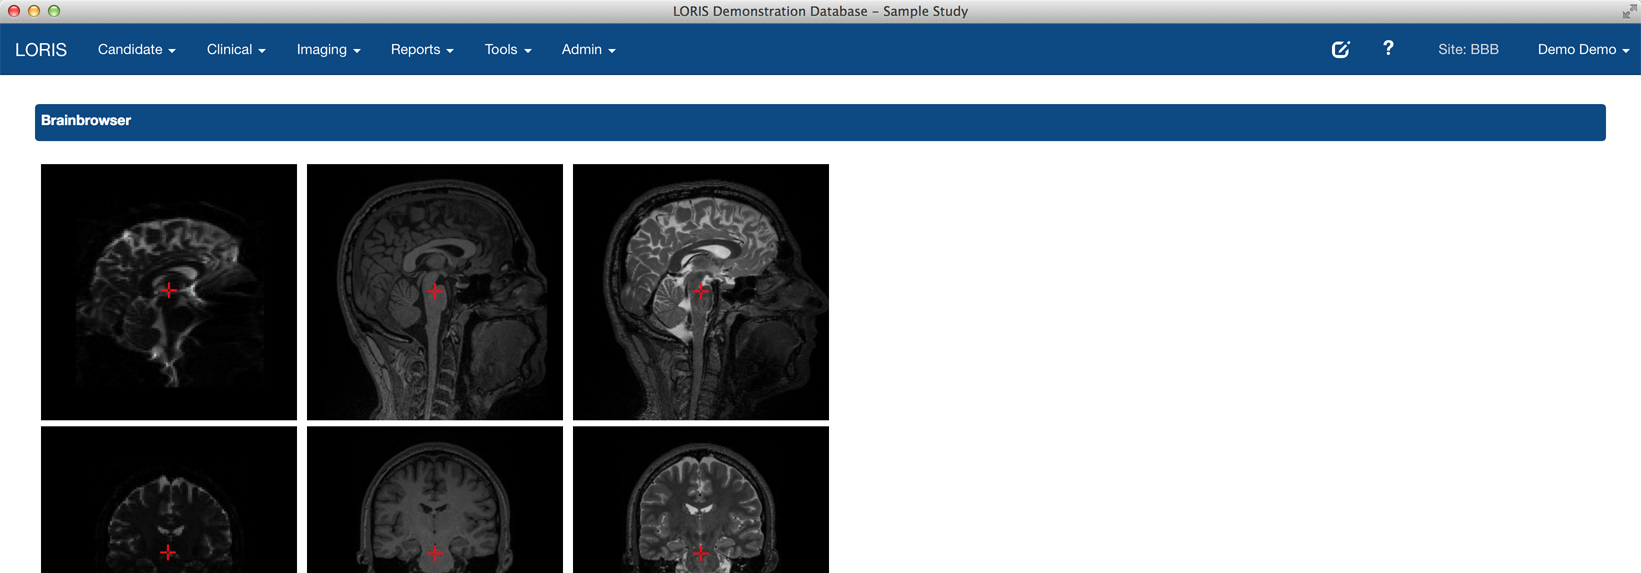 LORIS Demonstration Database – Sample Study
LORIS Candidate Clinical Imaging Reports Tools Admin ? Site: BBB Demo Demo
Brainbrowser